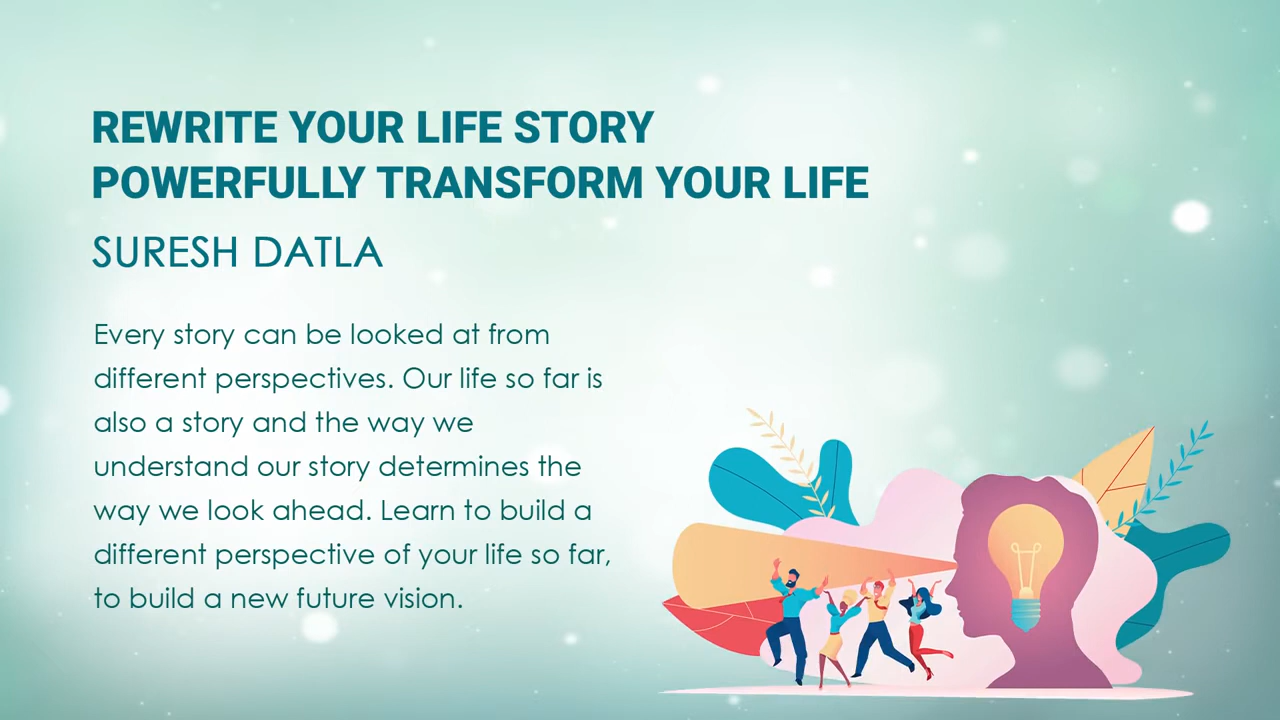 REWRITE YOUR LIFE STORY
POWERFULLY TRANSFORM YOUR LIFE
SURESH DATLA
Every story can be looked at from
different perspectives. Our life so far is
also a story and the way we
understand our story determines the
way we look ahead. Learn to build a
different perspective of your life so far,
to build a new future vision.